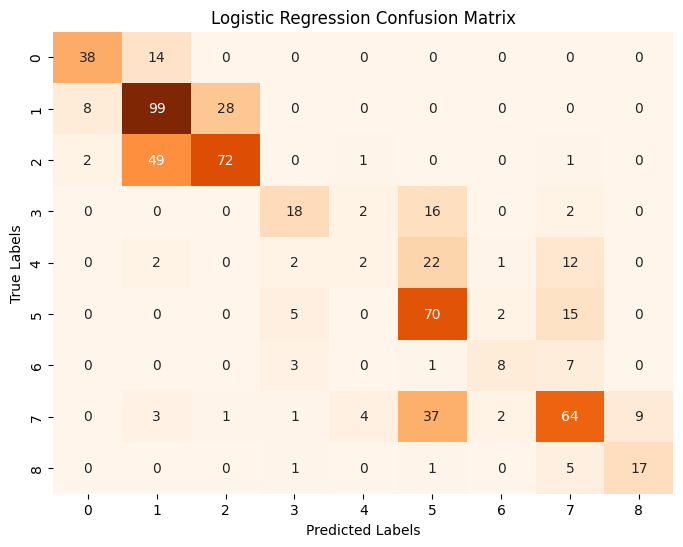 Logistic Regression Confusion Matrix
True Labels
0 38 14 0 0 0 0 0 0 0
1 8 99 28 0 0 0 0 0 0
2 2 49 72 0 1 0 0 1 0
3 0 0 0 18 2 16 0 2 0
4 0 2 0 2 2 22 1 12 0
5 0 0 0 5 0 70 2 15 0
6 0 0 0 3 0 1 8 7 0
7 0 3 1 1 4 37 2 64 9
8 0 0 0 1 0 1 0 5 17
0 1 2 3 4 5 6 7 8
Predicted Labels